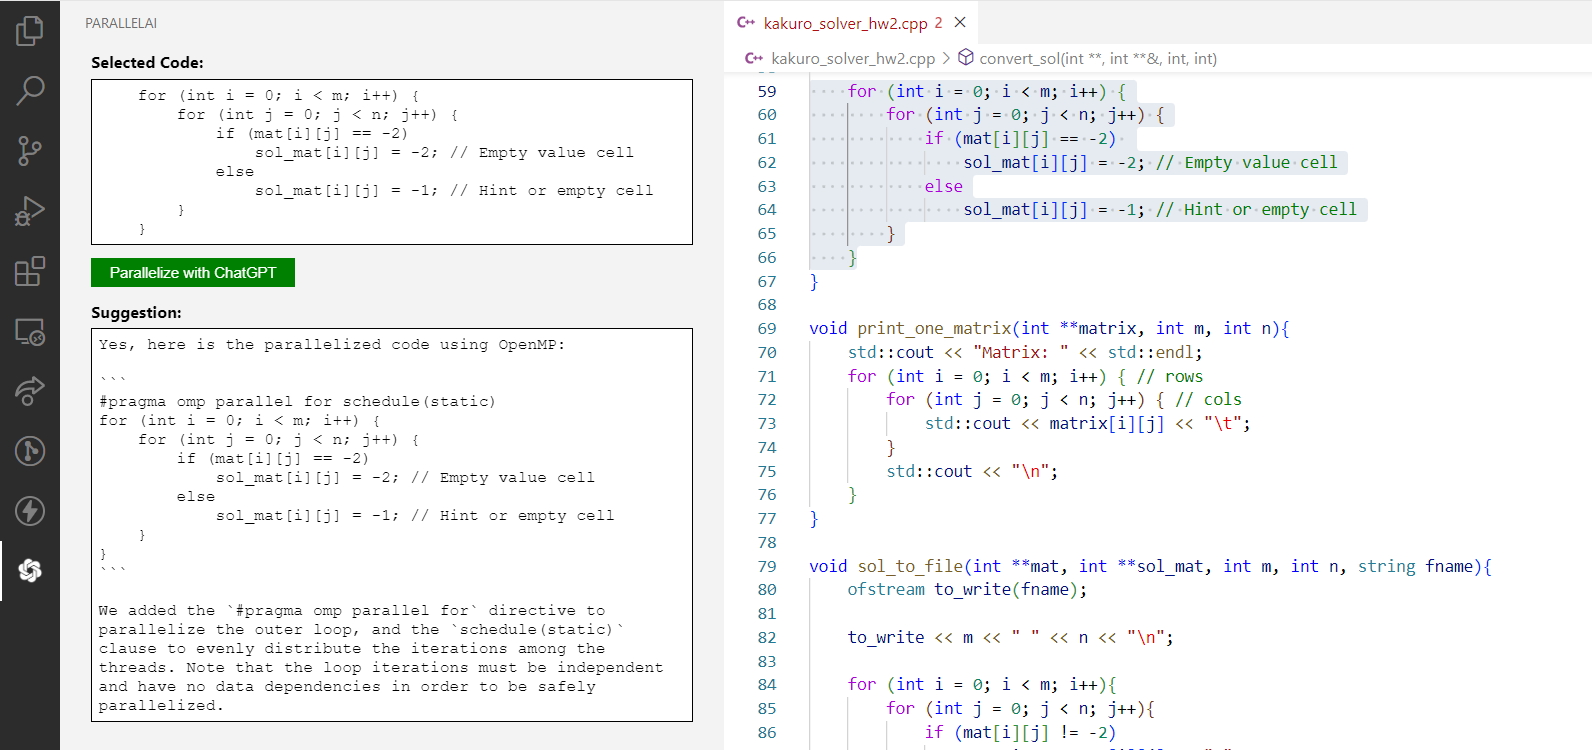 PARALLELAI
Selected Code:
    for (int i = 0; i < m; i++) {
        for (int j = 0; j < n; j++) {
            if (mat[i][j] == -2)
                sol_mat[i][j] = -2; // Empty value cell
            else
                sol_mat[i][j] = -1; // Hint or empty cell
        }
    }
Parallelize with ChatGPT
Suggestion:
Yes, here is the parallelized code using OpenMP:
```
#pragma omp parallel for schedule(static)
for (int i = 0; i < m; i++) {
    for (int j = 0; j < n; j++) {
        if (mat[i][j] == -2)
            sol_mat[i][j] = -2; // Empty value cell
        else
            sol_mat[i][j] = -1; // Hint or empty cell
    }
}
```
We added the `#pragma omp parallel for` directive to
parallelize the outer loop, and the `schedule(static)`
clause to evenly distribute the iterations among the
threads. Note that the loop iterations must be independent
and have no data dependencies in order to be safely
parallelized.
C++ kakuro_solver_hw2.cpp 2
C++ kakuro_solver_hw2.cpp > convert_sol(int **, int **&, int, int)
59     for (int i = 0; i < m; i++) {
60         for (int j = 0; j < n; j++) {
61             if (mat[i][j] == -2)
62                 sol_mat[i][j] = -2; // Empty value cell
63             else
64                 sol_mat[i][j] = -1; // Hint or empty cell
65         }
66     }
67 }
68
69 void print_one_matrix(int **matrix, int m, int n){
70     std::cout << "Matrix: " << std::endl;
71     for (int i = 0; i < m; i++) { // rows
72         for (int j = 0; j < n; j++) { // cols
73             std::cout << matrix[i][j] << "\t";
74         }
75         std::cout << "\n";
76     }
77 }
78
79 void sol_to_file(int **mat, int **sol_mat, int m, int n, string fname){
80     ofstream to_write(fname);
81
82     to_write << m << " " << n << "\n";
83
84     for (int i = 0; i < m; i++){
85         for (int j = 0; j < n; j++){
86             if (mat[i][j] != -2)